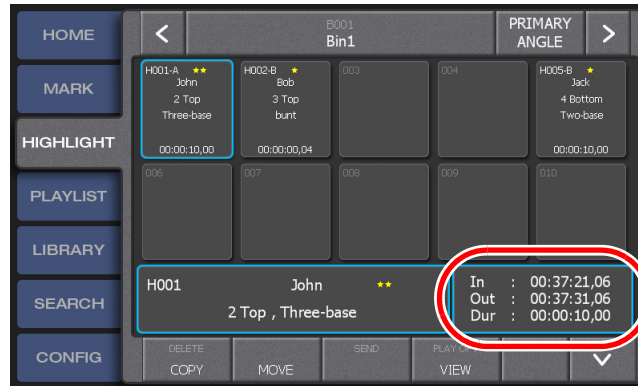 HOME
MARK
HIGHLIGHT
PLAYLIST
LIBRARY
SEARCH
CONFIG
<
B001
Bin1
PRIMARY
ANGLE
>
H001-A ★★
John
2 Top
Three-base
00:00:10,00
H002-B ★
Bob
3 Top
bunt
00:00:00,04
003
004
H005-B ★
Jack
4 Bottom
Two-base
00:00:10,00
006
007
008
009
010
H001 John ★★
2 Top , Three-base
In : 00:37:21,06
Out : 00:37:31,06
Dur : 00:00:10,00
DELETE
COPY
MOVE
SEND
PLAY
VIEW